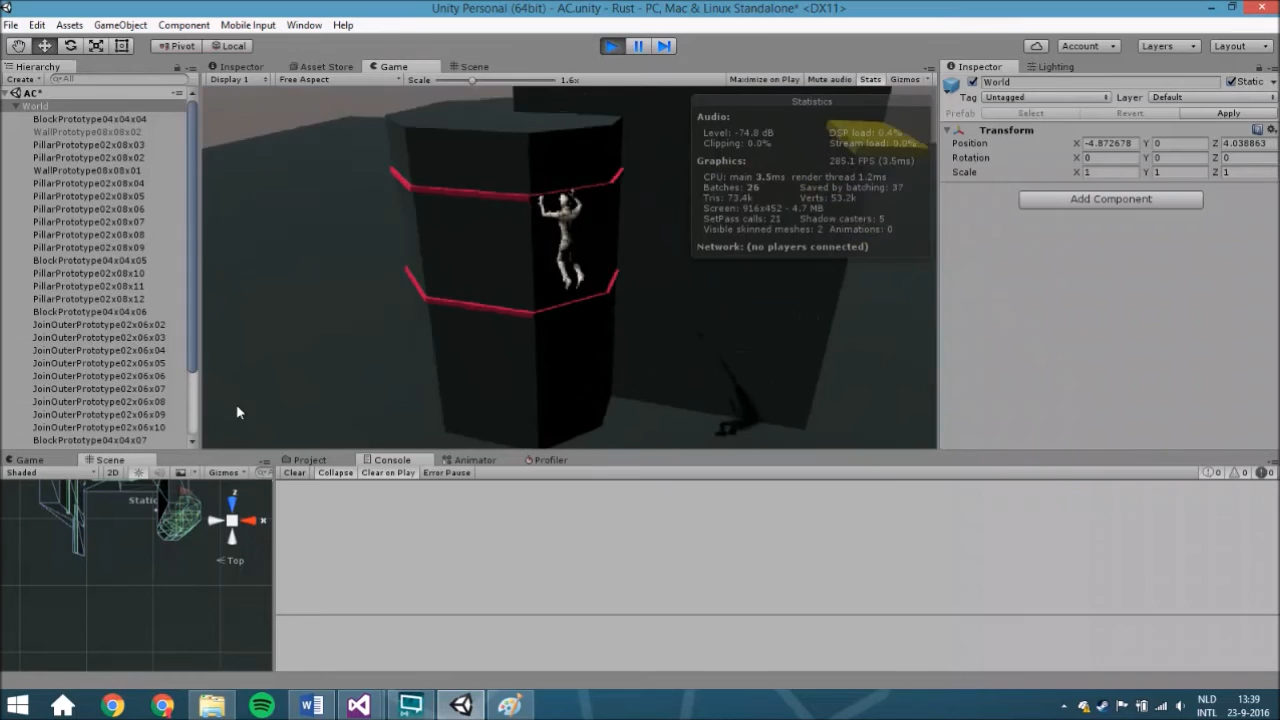 Unity Personal (64bit) - AC.unity - Rust - PC, Mac & Linux Standalone* <DX11>
File Edit Assets GameObject Component Mobile Input Window Help
Pivot Local Account Layers Layout
Hierarchy Inspector Asset Store Game Scene Inspector Lighting
Create All Display 1 Free Aspect Scale 1.6x Maximize on Play Mute audio Stats Gizmos World Static
AC*
Tag Untagged Layer Default
World
Prefab Select Revert Apply
BlockPrototype04x04x04
WallPrototype08x08x02
PillarPrototype02x08x03
PillarPrototype02x08x02
WallPrototype08x08x01
PillarPrototype02x08x04
PillarPrototype02x08x05
PillarPrototype02x08x06
PillarPrototype02x08x07
PillarPrototype02x08x08
PillarPrototype02x08x09
BlockPrototype04x04x05
PillarPrototype02x08x10
PillarPrototype02x08x11
PillarPrototype02x08x12
BlockPrototype04x04x06
JoinOuterPrototype02x06x02
JoinOuterPrototype02x06x03
JoinOuterPrototype02x06x04
JoinOuterPrototype02x06x05
JoinOuterPrototype02x06x06
JoinOuterPrototype02x06x07
JoinOuterPrototype02x06x08
JoinOuterPrototype02x06x09
JoinOuterPrototype02x06x10
BlockPrototype04x04x07
Statistics
Audio:
Level: -74.8 dB DSP load: 0.4%
Clipping: 0.0% Stream load: 0.0%
Graphics: 285.1 FPS (3.5ms)
CPU: main 3.5ms render thread 1.2ms
Batches: 26 Saved by batching: 37
Tris: 73.4k Verts: 53.2k
Screen: 916x452 - 4.7 MB
SetPass calls: 21 Shadow casters: 5
Visible skinned meshes: 2 Animations: 0
Network: (no players connected)
Transform
Position X -4.872678 Y 0 Z 4.038863
Rotation X 0 Y 0 Z 0
Scale X 1 Y 1 Z 1
Add Component
Game Scene Project Console Animator Profiler
Shaded 2D Gizmos Clear Collapse Clear on Play Error Pause 0 0 0
Static
z
x
Top
NLD 13:39
INTL 23-9-2016